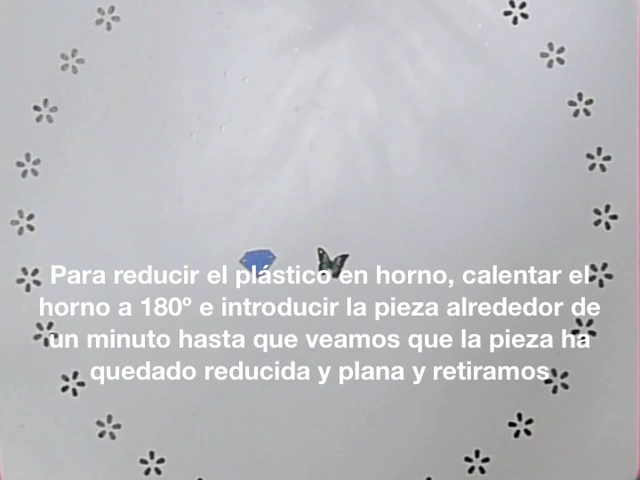 Para reducir el plástico en horno, calentar el
horno a 180º e introducir la pieza alrededor de
un minuto hasta que veamos que la pieza ha
quedado reducida y plana y retiramos